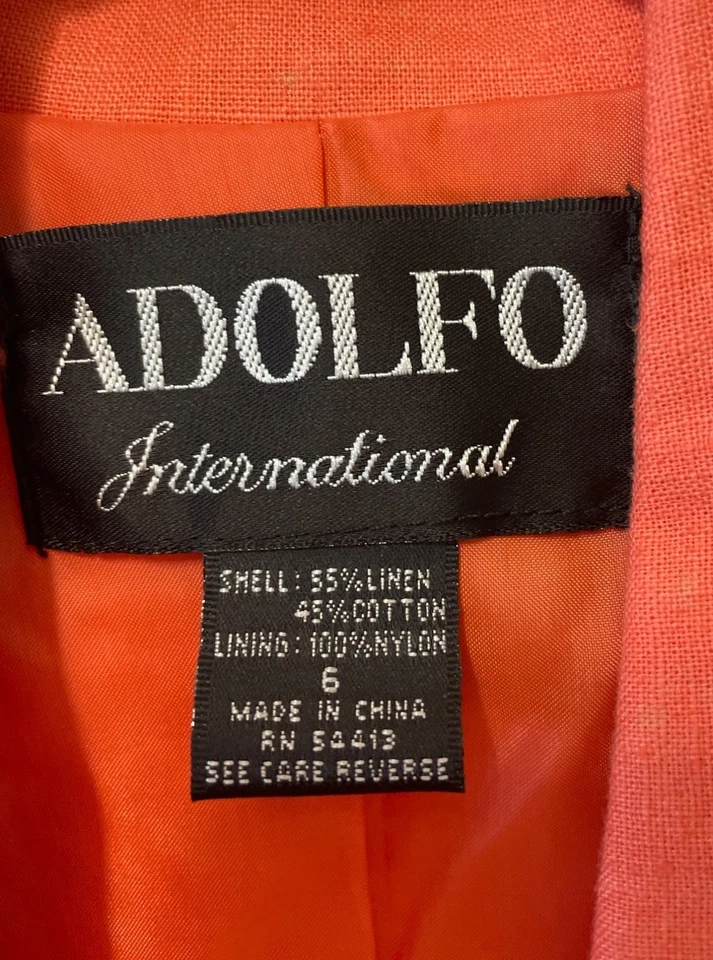 ADOLFO
International
SHELL: 55%LINEN
45%COTTON
LINING: 100%NYLON
6
MADE IN CHINA
RN 54413
SEE CARE REVERSE